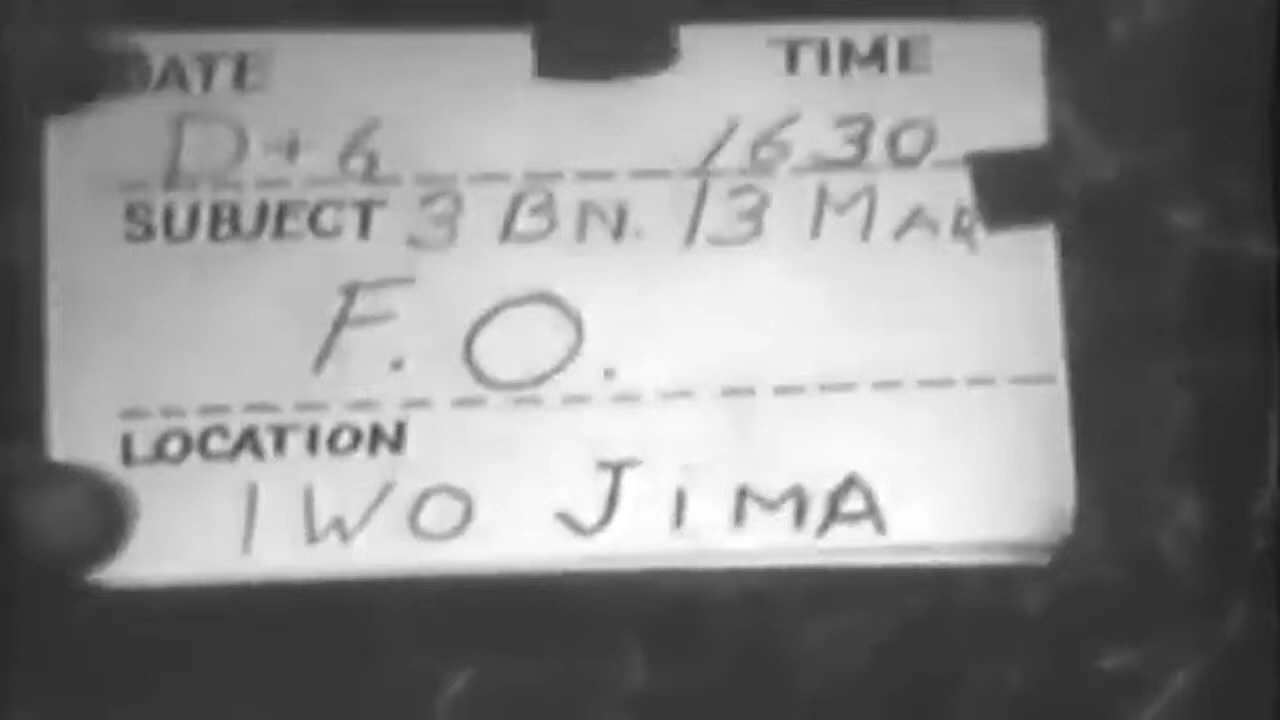 DATE TIME
D+6 1630
SUBJECT 3 BN. 13 MAR
F. O.
LOCATION
IWO JIMA